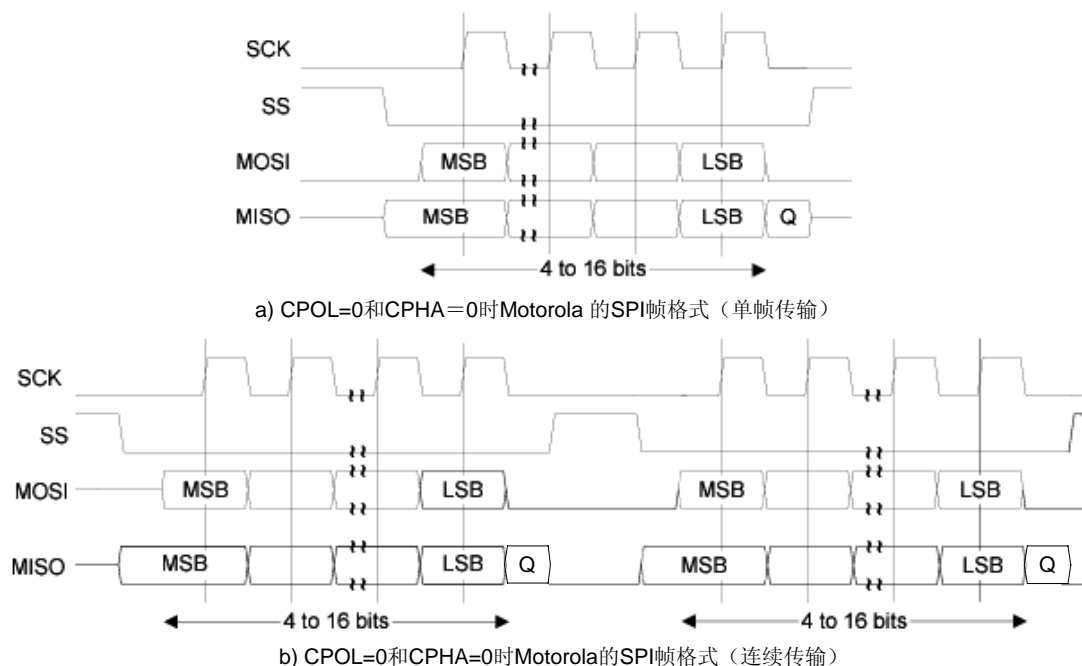 SCK
SS
MOSI MSB LSB
MISO MSB LSB Q
4 to 16 bits
a) CPOL=0和CPHA＝0时Motorola 的SPI帧格式（单帧传输）
SCK
SS
MOSI MSB LSB MSB LSB
MISO MSB LSB Q MSB LSB Q
4 to 16 bits 4 to 16 bits
b) CPOL=0和CPHA=0时Motorola的SPI帧格式（连续传输）